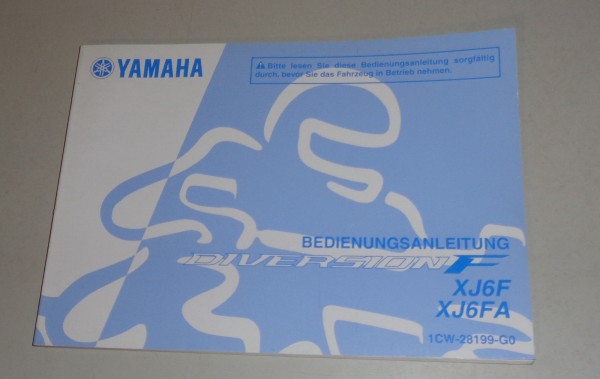 YAMAHA
Bitte lesen Sie diese Bedienungsanleitung sorgfältig
durch, bevor Sie das Fahrzeug in Betrieb nehmen.
BEDIENUNGSANLEITUNG
DIVERSION F
XJ6F
XJ6FA
1CW-28199-G0